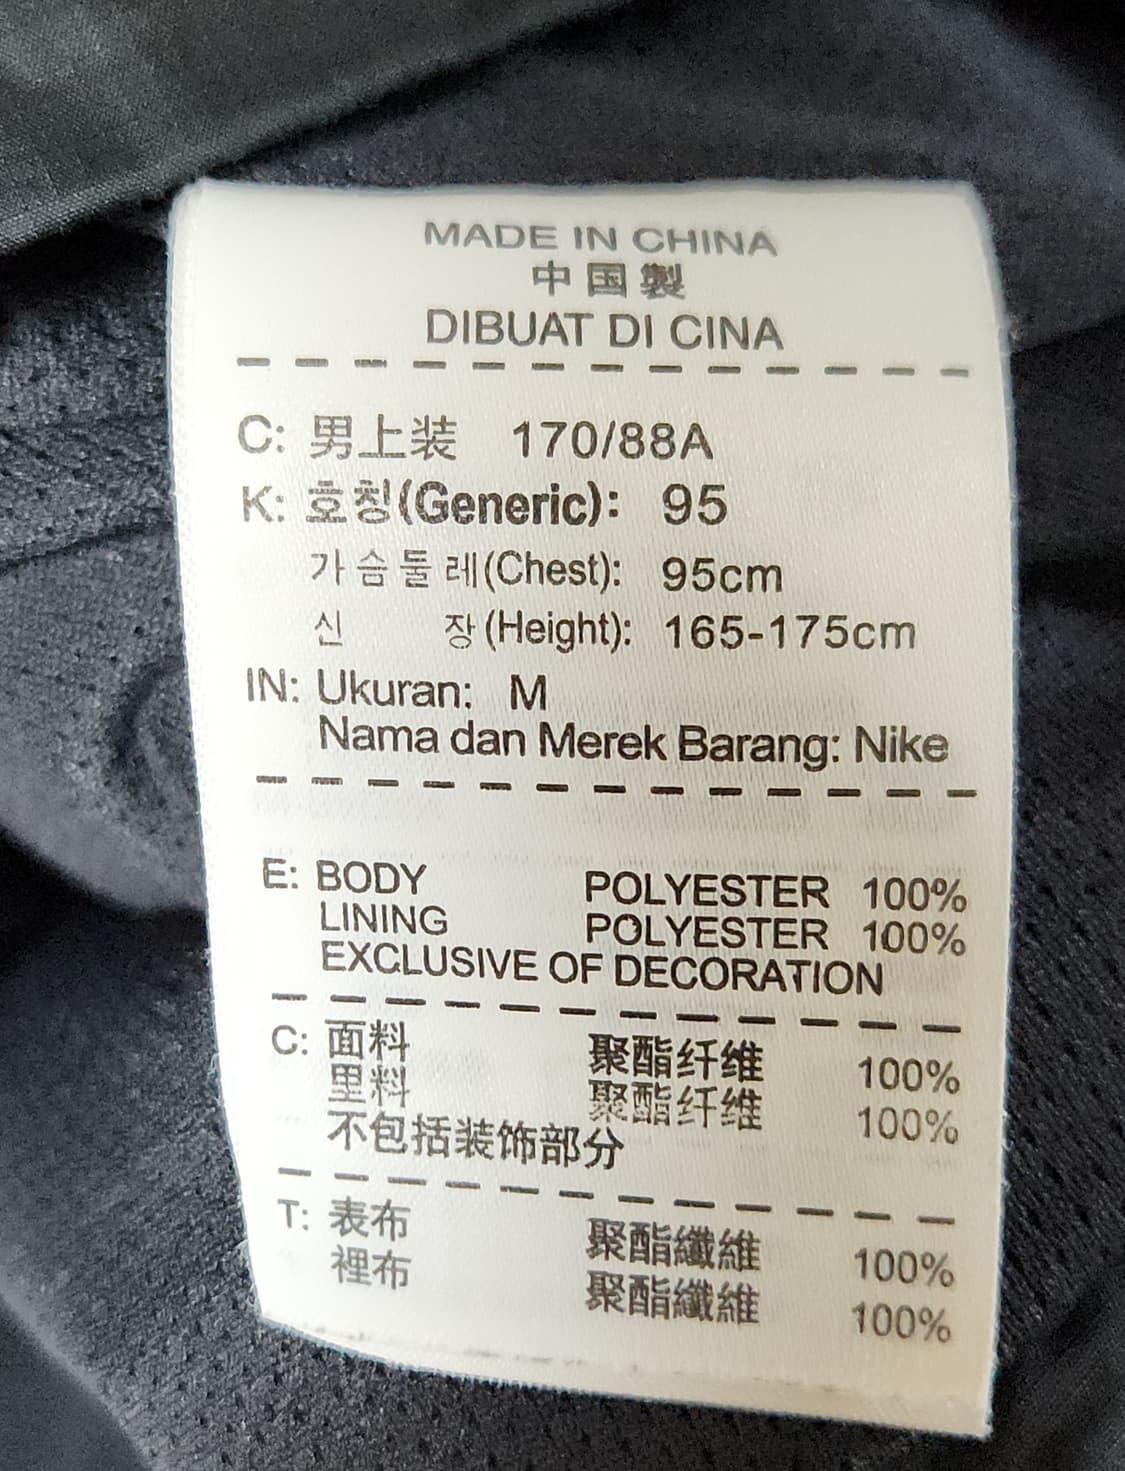 MADE IN CHINA
中国製
DIBUAT DI CINA
C: 男上装 170/88A
K: 호칭(Generic): 95
가슴둘레(Chest): 95cm
신 장(Height): 165-175cm
IN: Ukuran: M
Nama dan Merek Barang: Nike
E: BODY POLYESTER 100%
LINING POLYESTER 100%
EXCLUSIVE OF DECORATION
C: 面料 聚酯纤维 100%
里料 聚酯纤维 100%
不包括装饰部分
T: 表布 聚酯纖維 100%
裡布 聚酯纖維 100%